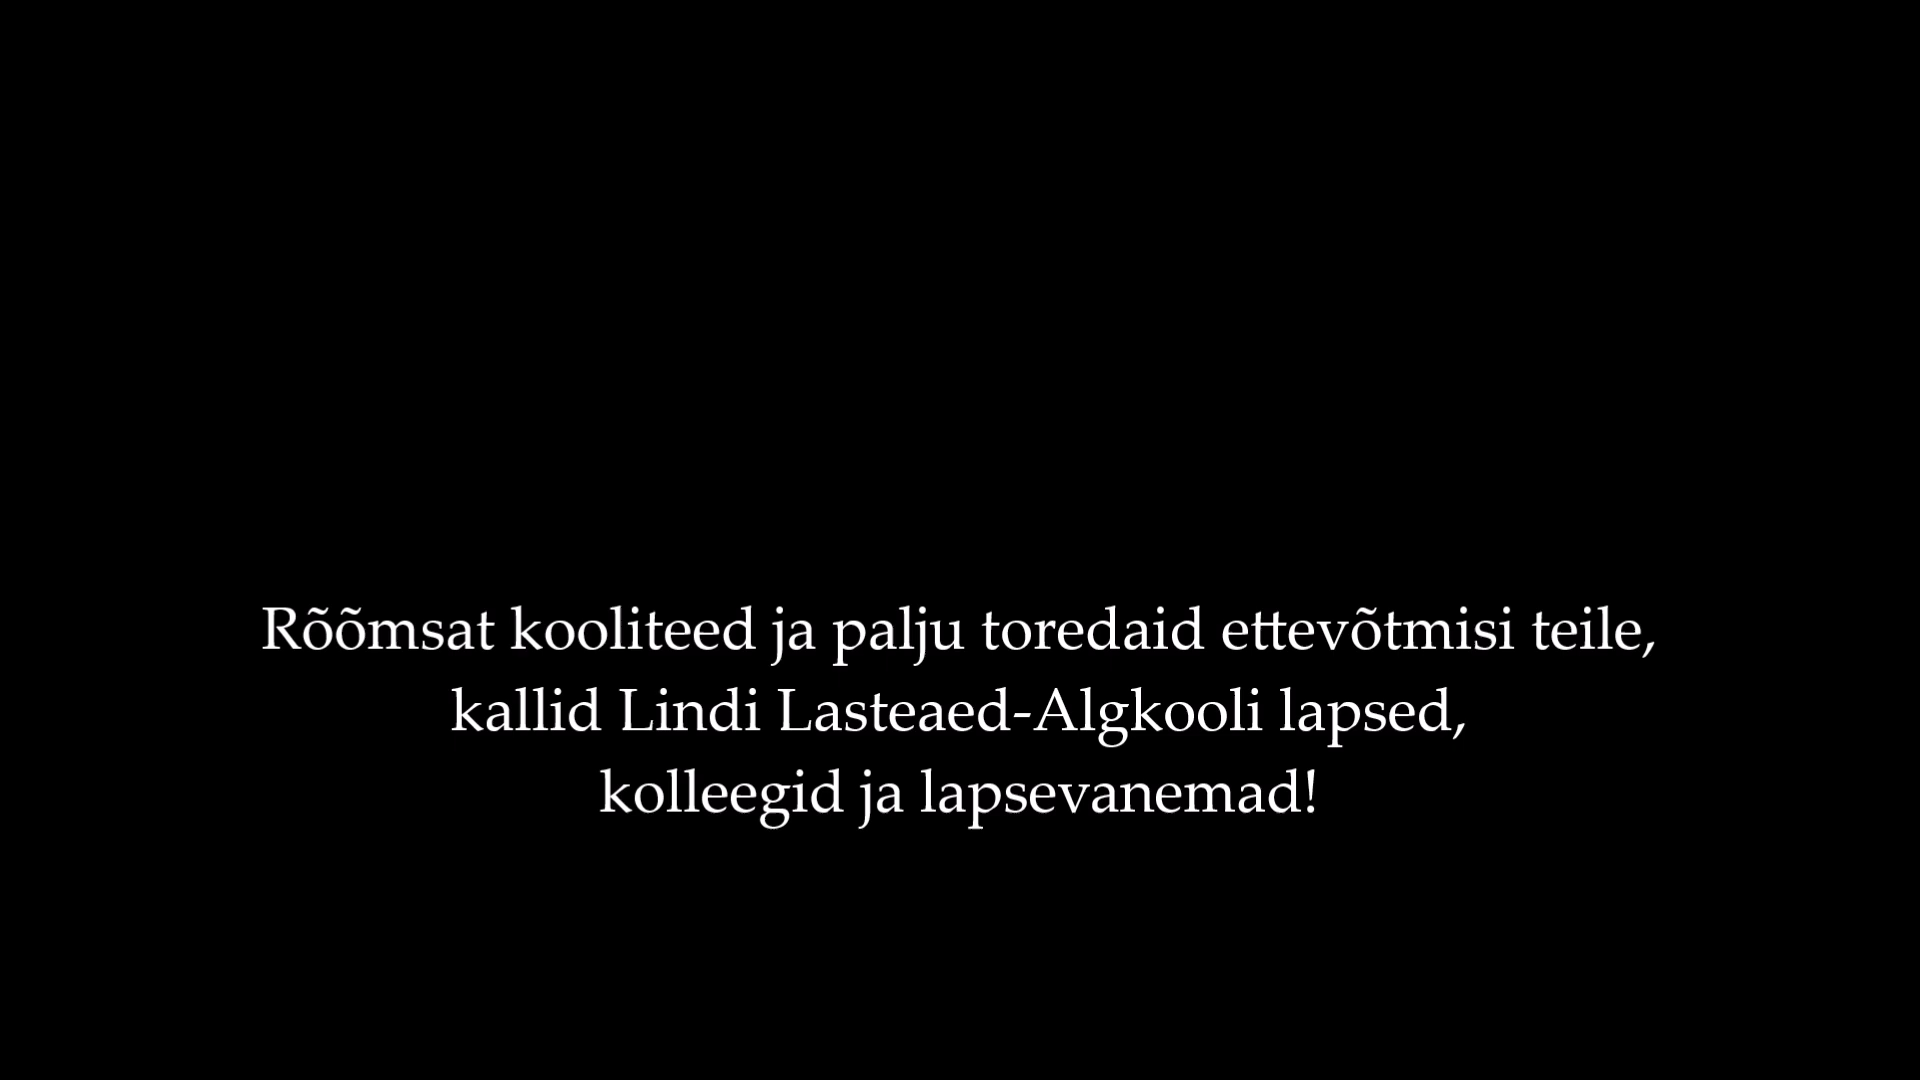 Rõõmsat kooliteed ja palju toredaid ettevõtmisi teile,
kallid Lindi Lasteaed-Algkooli lapsed,
kolleegid ja lapsevanemad!